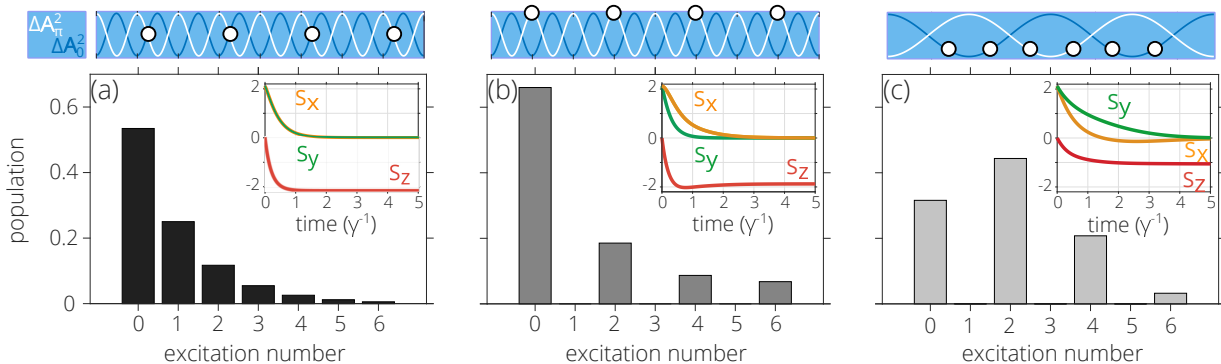 ΔA²π
ΔA²0
(a)
population
0.6
0.4
0.2
0
0 1 2 3 4 5 6
excitation number
2
0
-2
Sx
Sy
Sz
0 1 2 3 4 5
time (γ⁻¹)
(b)
0 1 2 3 4 5 6
excitation number
2
0
-2
Sx
Sy
Sz
0 1 2 3 4 5
time (γ⁻¹)
(c)
0 1 2 3 4 5 6
excitation number
2
0
-2
Sy
Sx
Sz
0 1 2 3 4 5
time (γ⁻¹)